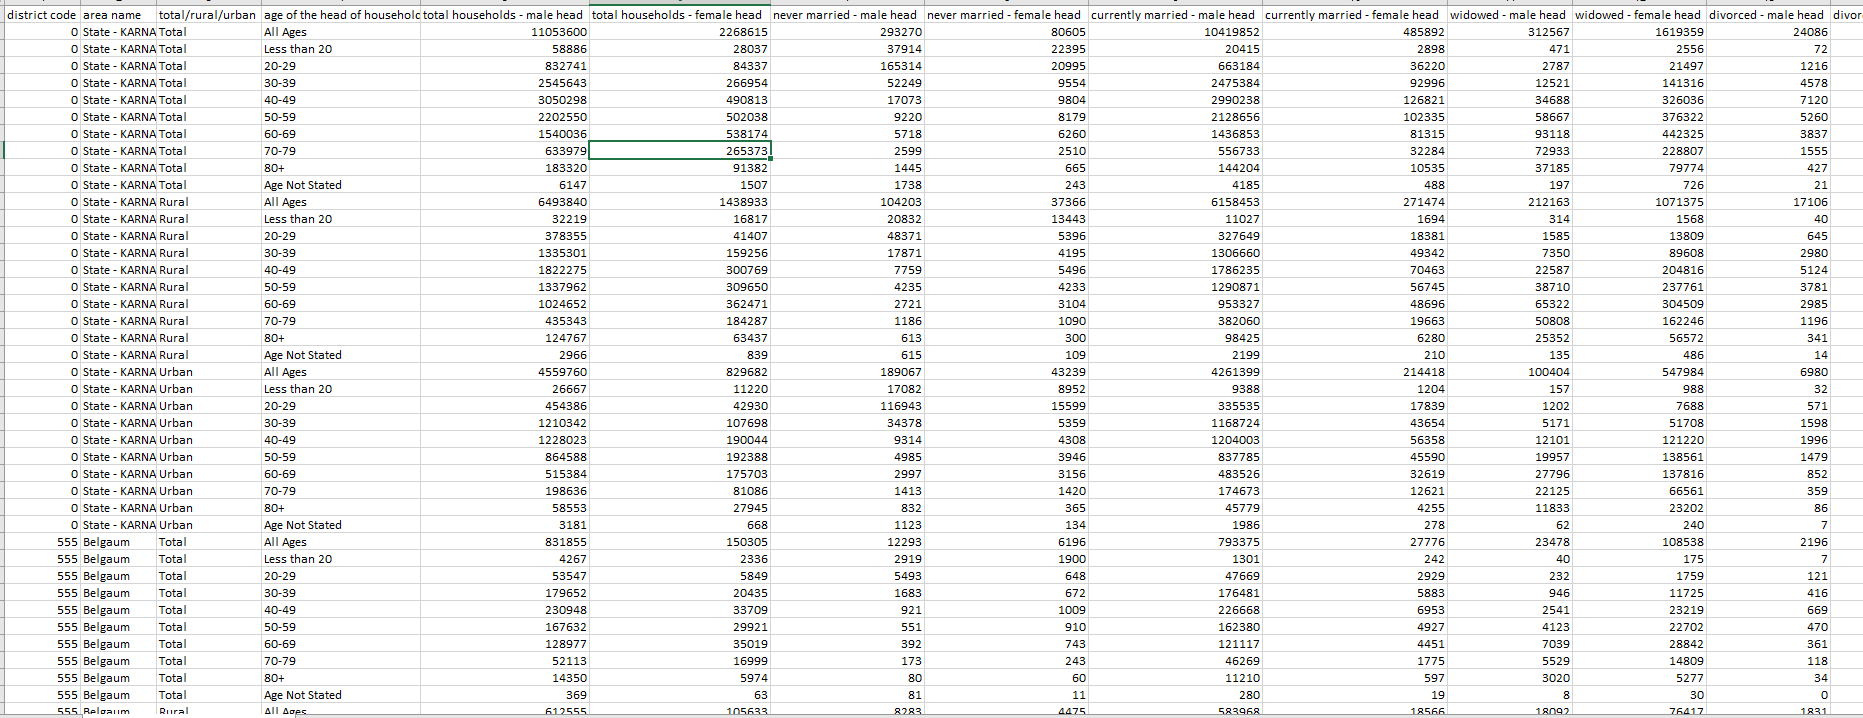 district code area name total/rural/urban age of the head of household total households - male head total households - female head never married - male head never married - female head currently married - male head currently married - female head widowed - male head widowed - female head divorced - male head divor
0 State - KARNA Total All Ages 11053600 2268615 293270 80605 10419852 485892 312567 1619359 24086
0 State - KARNA Total Less than 20 58886 28037 37914 22395 20415 2898 471 2556 72
0 State - KARNA Total 20-29 832741 84337 165314 20995 663184 36220 2787 21497 1216
0 State - KARNA Total 30-39 2545643 266954 52249 9554 2475384 92996 12521 141316 4578
0 State - KARNA Total 40-49 3050298 490813 17073 9804 2990238 126821 34688 326036 7120
0 State - KARNA Total 50-59 2202550 502038 9220 8179 2128656 102335 58667 376322 5260
0 State - KARNA Total 60-69 1540036 538174 5718 6260 1436853 81315 93118 442325 3837
0 State - KARNA Total 70-79 633979 265373 2599 2510 556733 32284 72933 228807 1555
0 State - KARNA Total 80+ 183320 91382 1445 665 144204 10535 37185 79774 427
0 State - KARNA Total Age Not Stated 6147 1507 1738 243 4185 488 197 726 21
0 State - KARNA Rural All Ages 6493840 1438933 104203 37366 6158453 271474 212163 1071375 17106
0 State - KARNA Rural Less than 20 32219 16817 20832 13443 11027 1694 314 1568 40
0 State - KARNA Rural 20-29 378355 41407 48371 5396 327649 18381 1585 13809 645
0 State - KARNA Rural 30-39 1335301 159256 17871 4195 1306660 49342 7350 89608 2980
0 State - KARNA Rural 40-49 1822275 300769 7759 5496 1786235 70463 22587 204816 5124
0 State - KARNA Rural 50-59 1337962 309650 4235 4233 1290871 56745 38710 237761 3781
0 State - KARNA Rural 60-69 1024652 362471 2721 3104 953327 48696 65322 304509 2985
0 State - KARNA Rural 70-79 435343 184287 1186 1090 382060 19663 50808 162246 1196
0 State - KARNA Rural 80+ 124767 63437 613 300 98425 6280 25352 56572 341
0 State - KARNA Rural Age Not Stated 2966 839 615 109 2199 210 135 486 14
0 State - KARNA Urban All Ages 4559760 829682 189067 43239 4261399 214418 100404 547984 6980
0 State - KARNA Urban Less than 20 26667 11220 17082 8952 9388 1204 157 988 32
0 State - KARNA Urban 20-29 454386 42930 116943 15599 335535 17839 1202 7688 571
0 State - KARNA Urban 30-39 1210342 107698 34378 5359 1168724 43654 5171 51708 1598
0 State - KARNA Urban 40-49 1228023 190044 9314 4308 1204003 56358 12101 121220 1996
0 State - KARNA Urban 50-59 864588 192388 4985 3946 837785 45590 19957 138561 1479
0 State - KARNA Urban 60-69 515384 175703 2997 3156 483526 32619 27796 137816 852
0 State - KARNA Urban 70-79 198636 81086 1413 1420 174673 12621 22125 66561 359
0 State - KARNA Urban 80+ 58553 27945 832 365 45779 4255 11833 23202 86
0 State - KARNA Urban Age Not Stated 3181 668 1123 134 1986 278 62 240 7
555 Belgaum Total All Ages 831855 150305 12293 6196 793375 27776 23478 108538 2196
555 Belgaum Total Less than 20 4267 2336 2919 1900 1301 242 40 175 7
555 Belgaum Total 20-29 53547 5849 5493 648 47669 2929 232 1759 121
555 Belgaum Total 30-39 179652 20435 1683 672 176481 5883 946 11725 416
555 Belgaum Total 40-49 230948 33709 921 1009 226668 6953 2541 23219 669
555 Belgaum Total 50-59 167632 29921 551 910 162380 4927 4123 22702 470
555 Belgaum Total 60-69 128977 35019 392 743 121117 4451 7039 28842 361
555 Belgaum Total 70-79 52113 16999 173 243 46269 1775 5529 14809 118
555 Belgaum Total 80+ 14350 5974 80 60 11210 597 3020 5277 34
555 Belgaum Total Age Not Stated 369 63 81 11 280 19 8 30 0
555 Belgaum Rural All Ages 612555 105633 8283 4475 583968 18566 18092 76417 1831